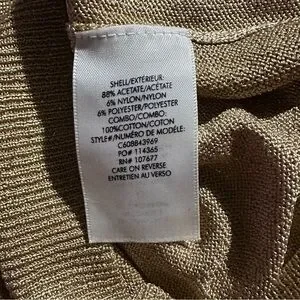 SHELL/EXTÉRIEUR:
88% ACETATE/ACÉTATE
6% NYLON/NYLON
6% POLYESTER/POLYESTER
COMBO/COMBO:
100%COTTON/COTON
STYLE#/NUMÉRO DE MODÈLE:
C608B43969
PO# 114365
RN# 107677
CARE ON REVERSE
ENTRETIEN AU VERSO